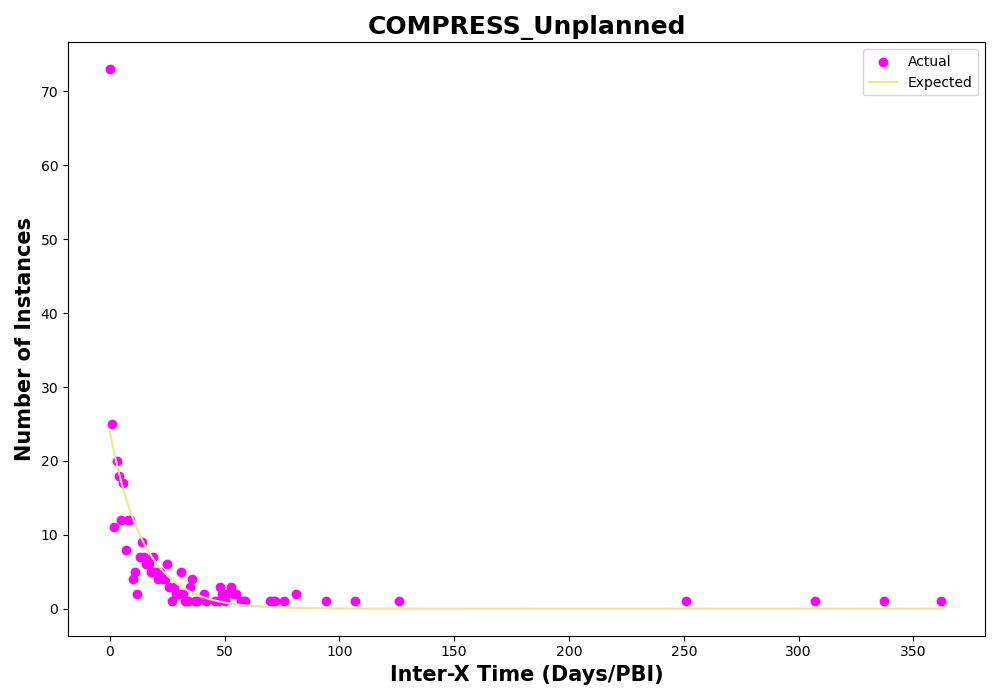 COMPRESS_Unplanned
Actual
Expected
70
60
50
40
30
20
10
0
Number of Instances
0 50 100 150 200 250 300 350
Inter-X Time (Days/PBI)